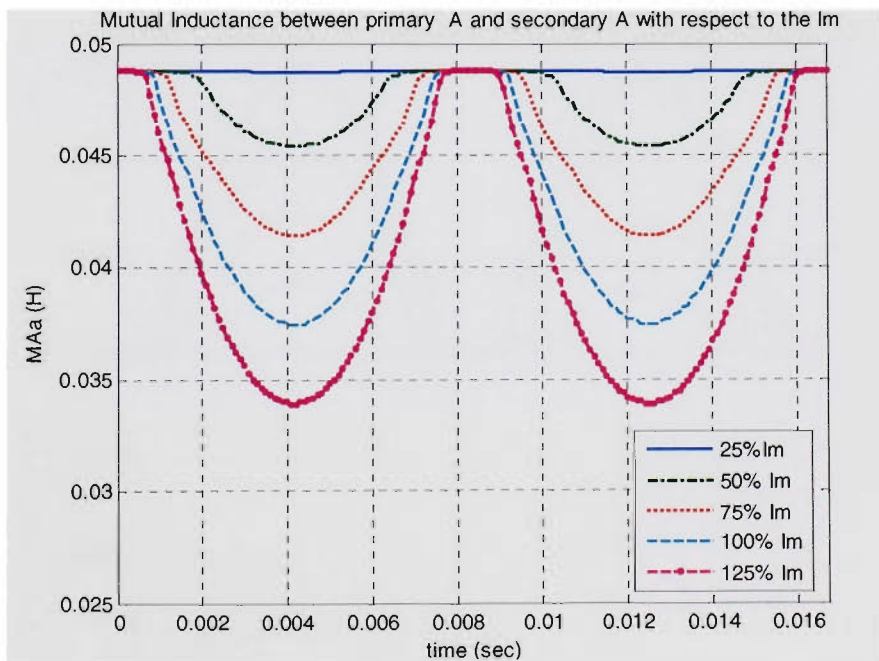 Mutual Inductance between primary A and secondary A with respect to the Im
0.05
0.045
0.04
0.035
0.03
0.025
MAa (H)
0
0.002
0.004
0.006
0.008
0.01
0.012
0.014
0.016
time (sec)
25%Im
50% Im
75% Im
100% Im
125% Im